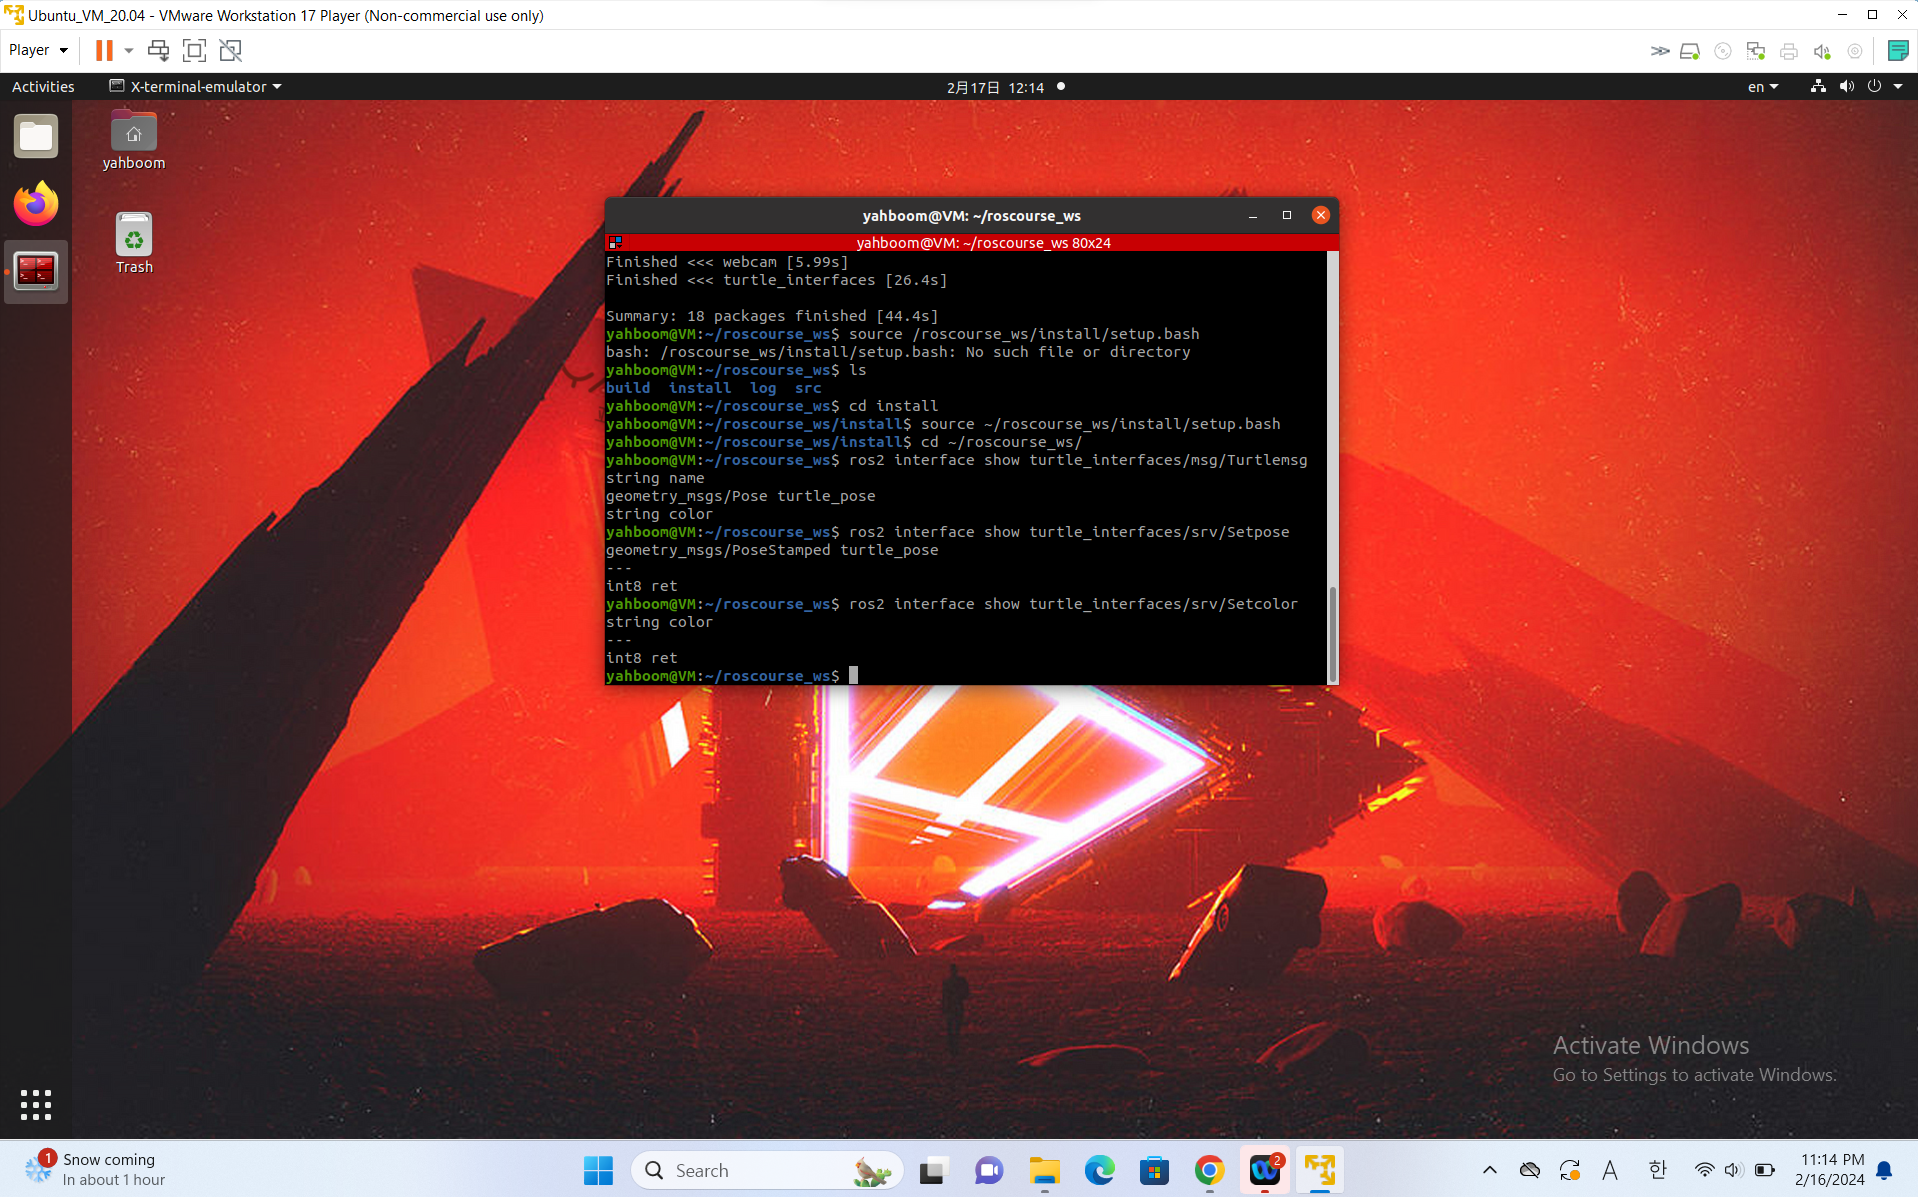 Ubuntu_VM_20.04 - VMware Workstation 17 Player (Non-commercial use only)
Player
Activities
X-terminal-emulator
2月17日 12:14
en
yahboom
Trash
yahboom@VM: ~/roscourse_ws
yahboom@VM: ~/roscourse_ws 80x24
Finished <<< webcam [5.99s]
Finished <<< turtle_interfaces [26.4s]
Summary: 18 packages finished [44.4s]
yahboom@VM:~/roscourse_ws$ source /roscourse_ws/install/setup.bash
bash: /roscourse_ws/install/setup.bash: No such file or directory
yahboom@VM:~/roscourse_ws$ ls
build install log src
yahboom@VM:~/roscourse_ws$ cd install
yahboom@VM:~/roscourse_ws/install$ source ~/roscourse_ws/install/setup.bash
yahboom@VM:~/roscourse_ws/install$ cd ~/roscourse_ws/
yahboom@VM:~/roscourse_ws$ ros2 interface show turtle_interfaces/msg/Turtlemsg
string name
geometry_msgs/Pose turtle_pose
string color
yahboom@VM:~/roscourse_ws$ ros2 interface show turtle_interfaces/srv/Setpose
geometry_msgs/PoseStamped turtle_pose
---
int8 ret
yahboom@VM:~/roscourse_ws$ ros2 interface show turtle_interfaces/srv/Setcolor
string color
---
int8 ret
yahboom@VM:~/roscourse_ws$
Activate Windows
Go to Settings to activate Windows.
1
Snow coming
In about 1 hour
Search
2
A
한
11:14 PM
2/16/2024